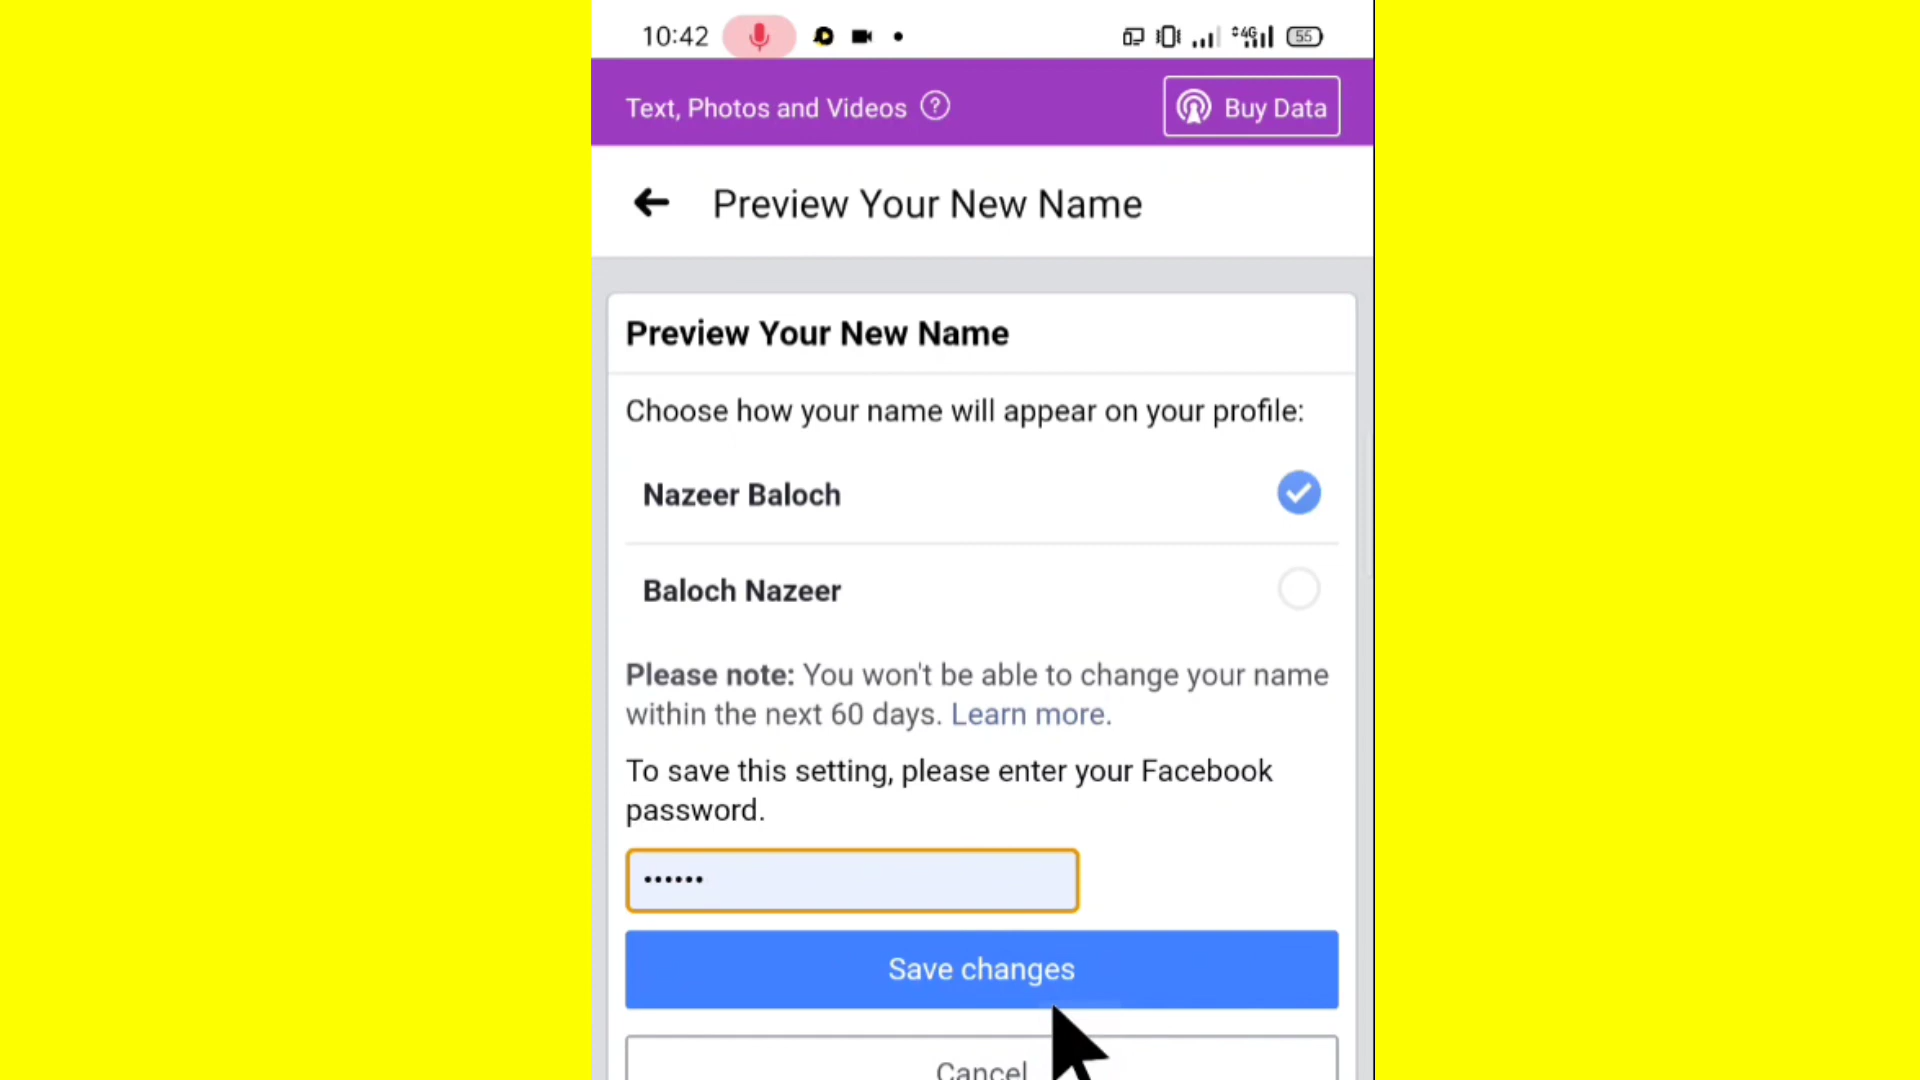 10:42 4G 55
Text, Photos and Videos ? Buy Data
Preview Your New Name
Preview Your New Name
Choose how your name will appear on your profile:
Nazeer Baloch
Baloch Nazeer
Please note: You won't be able to change your name
within the next 60 days. Learn more.
To save this setting, please enter your Facebook
password.
••••••
Save changes
Cancel